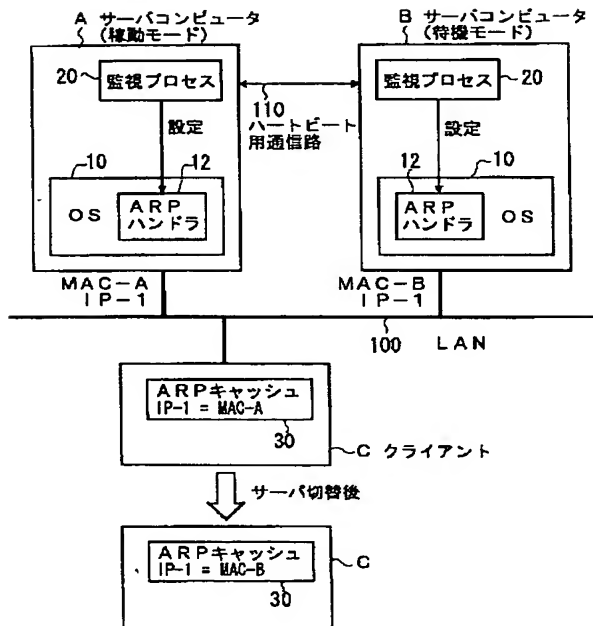 A サーバコンピュータ
(稼動モード)
B サーバコンピュータ
(待機モード)
20
監視プロセス
監視プロセス
20
設定
110
ハートビート
用通信路
設定
10
12
12
10
OS
ARP
ハンドラ
ARP
ハンドラ
OS
MAC-A
IP-1
MAC-B
IP-1
100
LAN
ARPキャッシュ
IP-1 = MAC-A
30
C クライアント
サーバ切替後
ARPキャッシュ
IP-1 = MAC-B
30
C